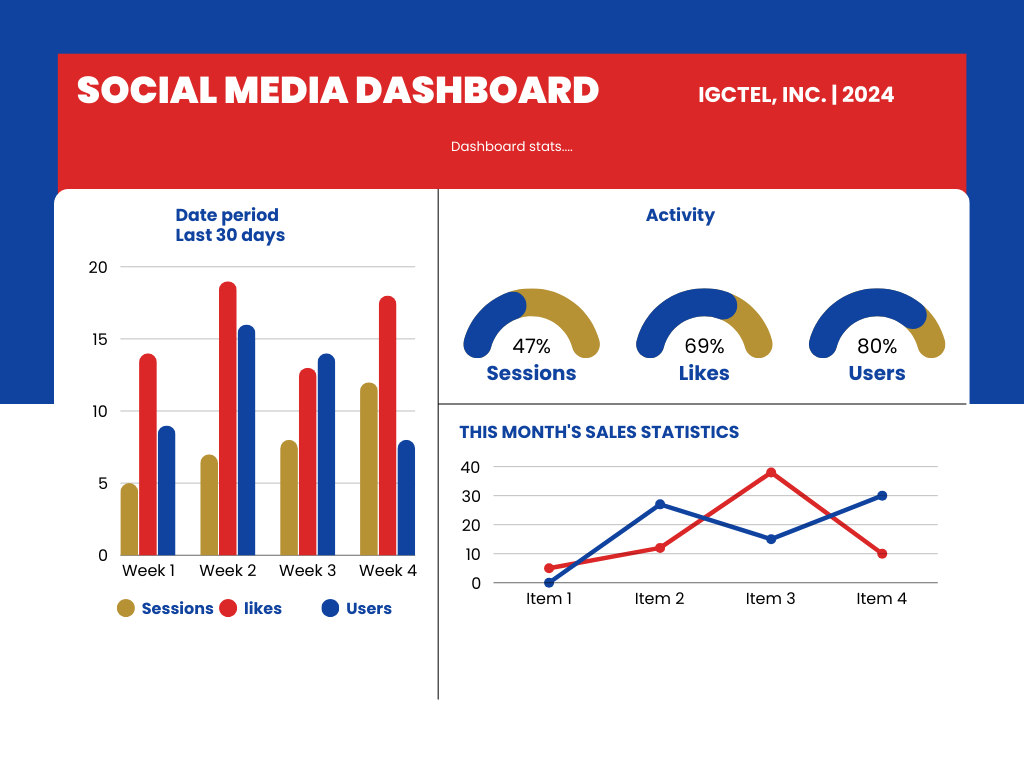 SOCIAL MEDIA DASHBOARD
IGCTEL, INC. | 2024
Dashboard stats....
Date period
Last 30 days
20
15
10
5
0
Week 1 Week 2 Week 3 Week 4
Sessions likes Users
Activity
47% 69% 80%
Sessions Likes Users
THIS MONTH'S SALES STATISTICS
40
30
20
10
0
Item 1 Item 2 Item 3 Item 4